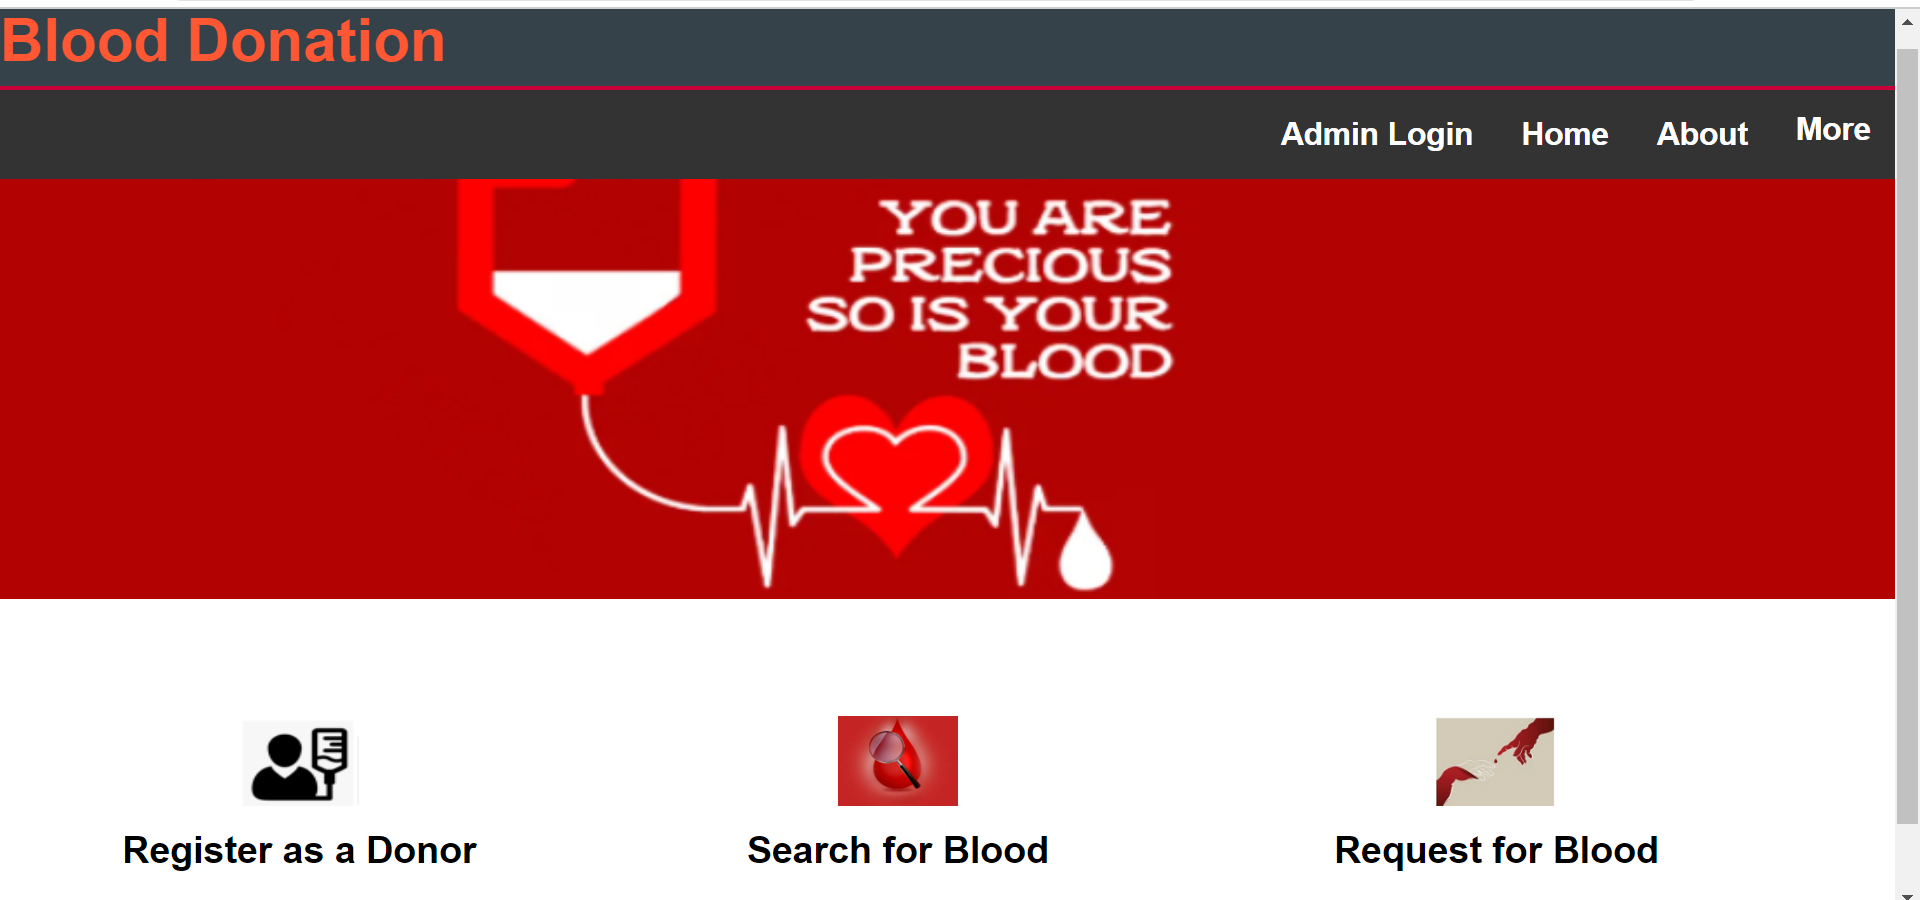 Blood Donation
Admin Login Home About More
YOU ARE
PRECIOUS
SO IS YOUR
BLOOD
Register as a Donor
Search for Blood
Request for Blood